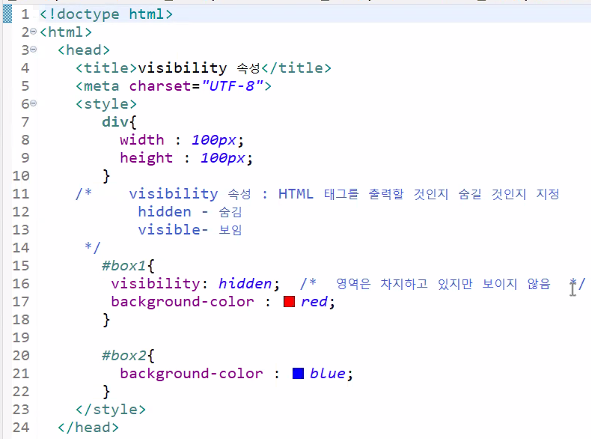 1 <!doctype html>
2 <html>
3 <head>
4 <title>visibility 속성</title>
5 <meta charset="UTF-8">
6 <style>
7 div{
8 width : 100px;
9 height : 100px;
10 }
11 /* visibility 속성 : HTML 태그를 출력할 것인지 숨길 것인지 지정
12 hidden - 숨김
13 visible- 보임
14 */
15 #box1{
16 visibility: hidden; /* 영역은 차지하고 있지만 보이지 않음 */
17 background-color : red;
18 }
19
20 #box2{
21 background-color : blue;
22 }
23 </style>
24 </head>